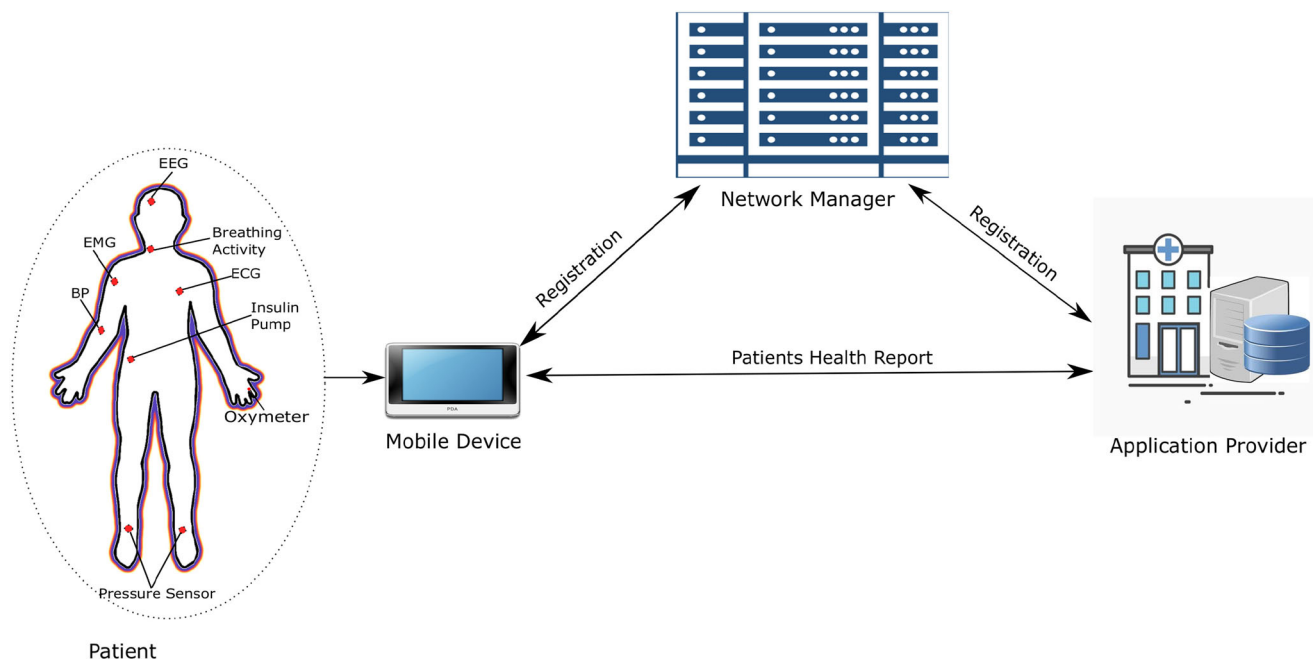 EEG
Breathing
Activity
EMG
ECG
BP
Insulin
Pump
Oxymeter
Pressure Sensor
Patient
PDA
Mobile Device
Registration
Network Manager
Registration
Patients Health Report
Application Provider